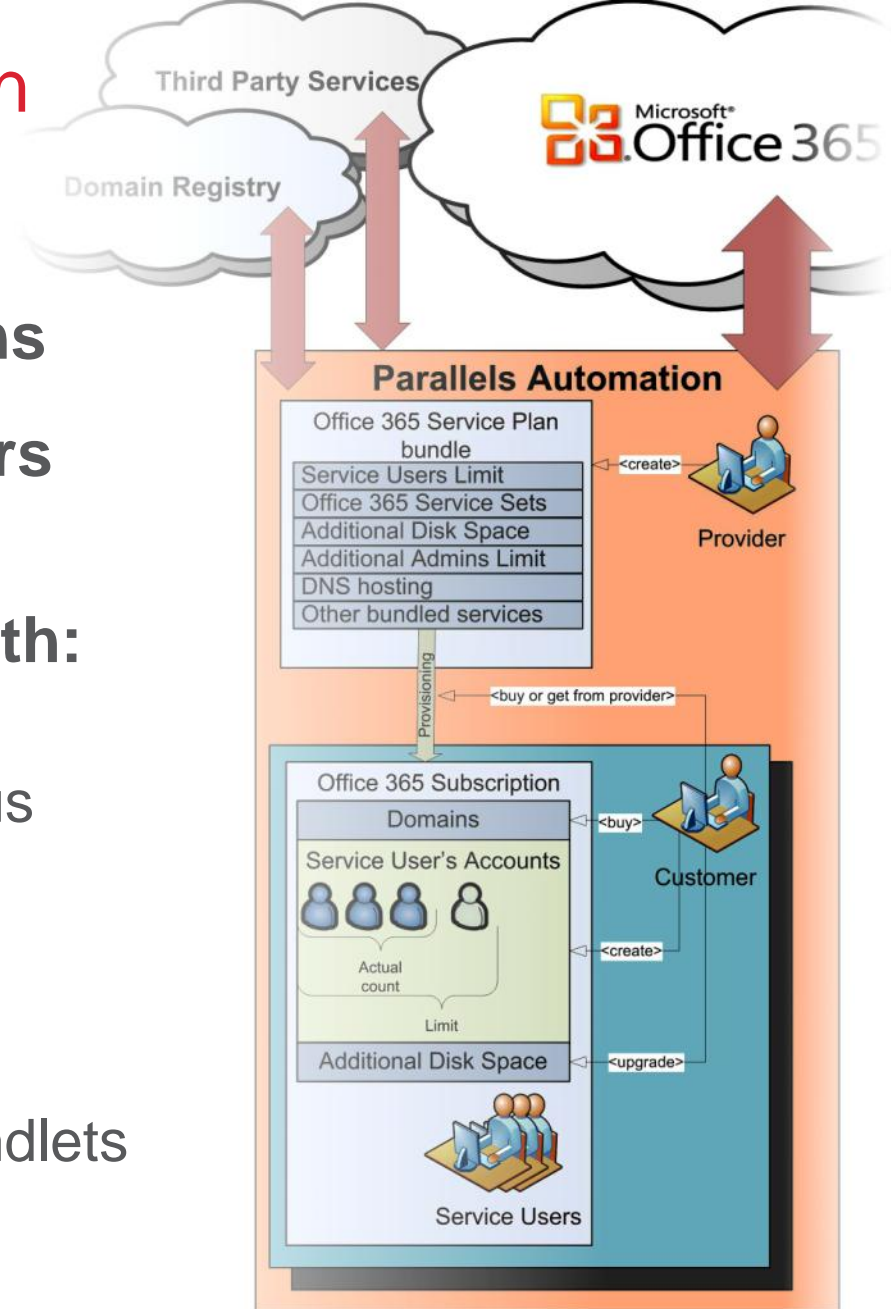 n
ns
rs
th:
us
ndlets
Third Party Services
Domain Registry
Microsoft®
Office 365
Parallels Automation
Office 365 Service Plan
bundle
Service Users Limit
Office 365 Service Sets
Additional Disk Space
Additional Admins Limit
DNS hosting
Other bundled services
<create>
Provider
Provisioning
<buy or get from provider>
Office 365 Subscription
Domains
<buy>
Customer
Service User's Accounts
Actual
count
<create>
Limit
Additional Disk Space
<upgrade>
Service Users